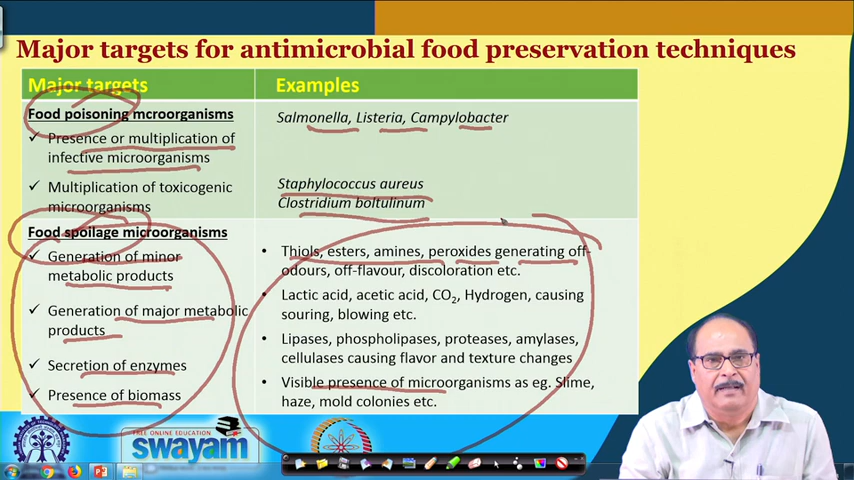 Major targets for antimicrobial food preservation techniques
Major targets
Examples
Food poisoning mcroorganisms
Presence or multiplication of
infective microorganisms
Salmonella, Listeria, Campylobacter
Multiplication of toxicogenic
microorganisms
Staphylococcus aureus
Clostridium boltulinum
Food spoilage microorganisms
Generation of minor
metabolic products
Thiols, esters, amines, peroxides generating off-
odours, off-flavour, discoloration etc.
Generation of major metabolic
products
Lactic acid, acetic acid, CO2, Hydrogen, causing
souring, blowing etc.
Secretion of enzymes
Lipases, phospholipases, proteases, amylases,
cellulases causing flavor and texture changes
Presence of biomass
Visible presence of microorganisms as eg. Slime,
haze, mold colonies etc.
FREE ONLINE EDUCATION
swayam